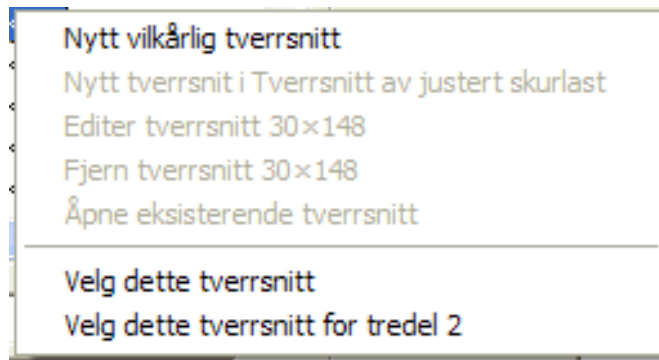 Nytt vilkårlig tverrsnitt
Nytt tverrsnit i Tverrsnitt av justert skurlast
Editer tverrsnitt 30×148
Fjern tverrsnitt 30×148
Åpne eksisterende tverrsnitt
Velg dette tverrsnitt
Velg dette tverrsnitt for tredel 2